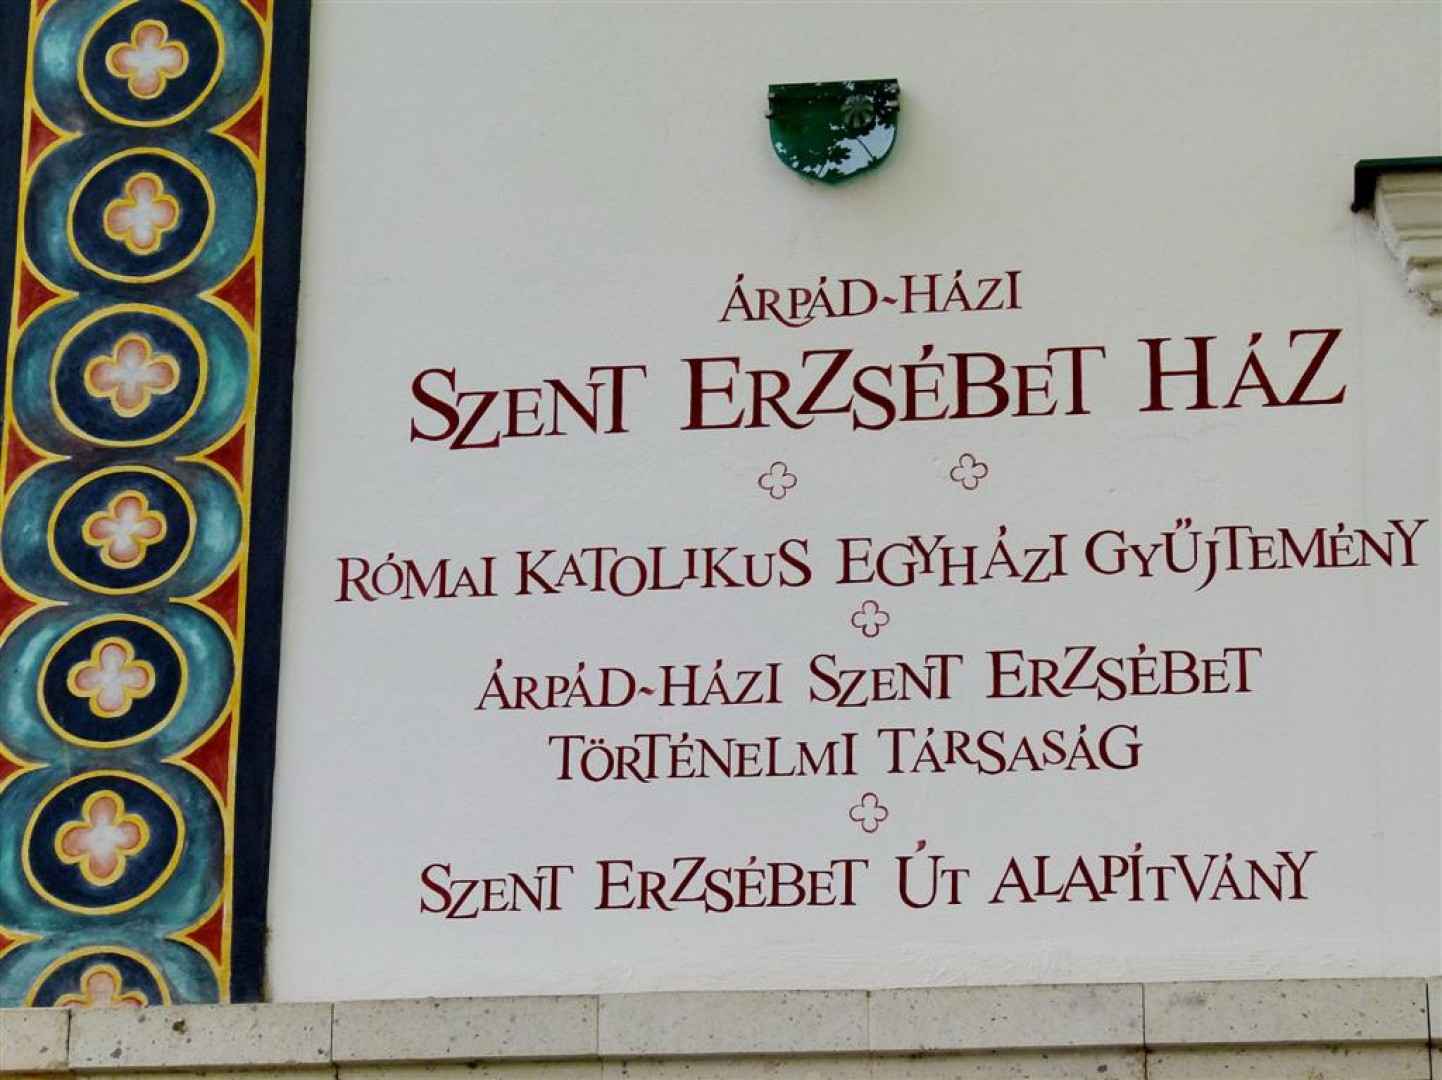 ÁRPÁD-HÁZI
SZENT ERZSÉBET HÁZ
RÓMAI KATOLIKUS EGYHÁZI GYŰJTEMÉNY
ÁRPÁD-HÁZI SZENT ERZSÉBET
TÖRTÉNELMI TÁRSASÁG
SZENT ERZSÉBET ÚT ALAPÍTVÁNY